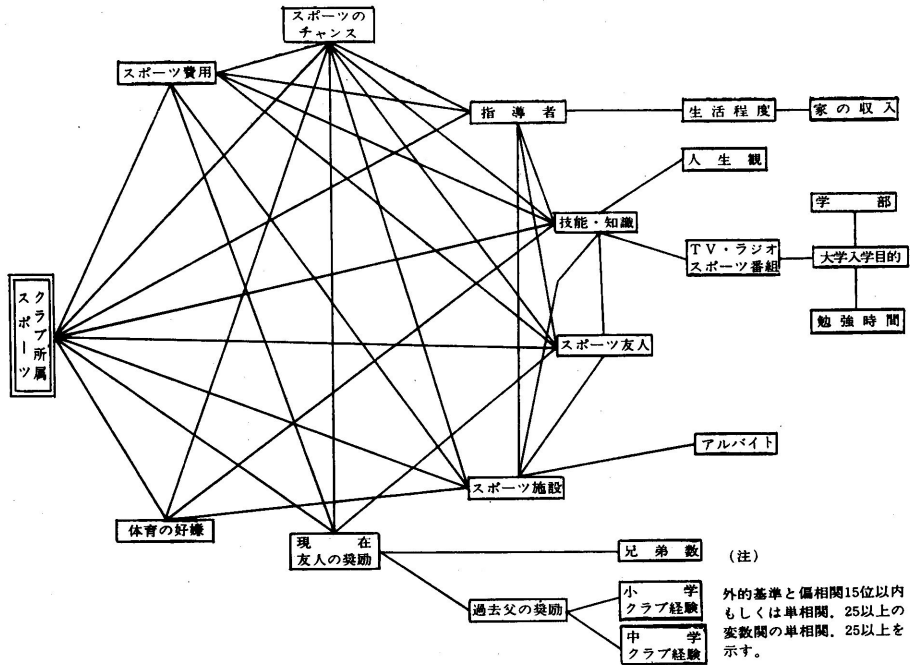 スポーツの
チャンス
スポーツ費用
指導者
生活程度
家の収入
人生観
学部
技能・知識
TV・ラジオ
スポーツ番組
大学入学目的
勉強時間
スポーツ
クラブ所属
スポーツ友人
アルバイト
スポーツ施設
体育の好嫌
現在
友人の奨励
兄弟数
(注)
過去父の奨励
小学
クラブ経験
中学
クラブ経験
外的基準と偏相関15位以内
もしくは単相関.25以上の
変数関の単相関.25以上を
示す。